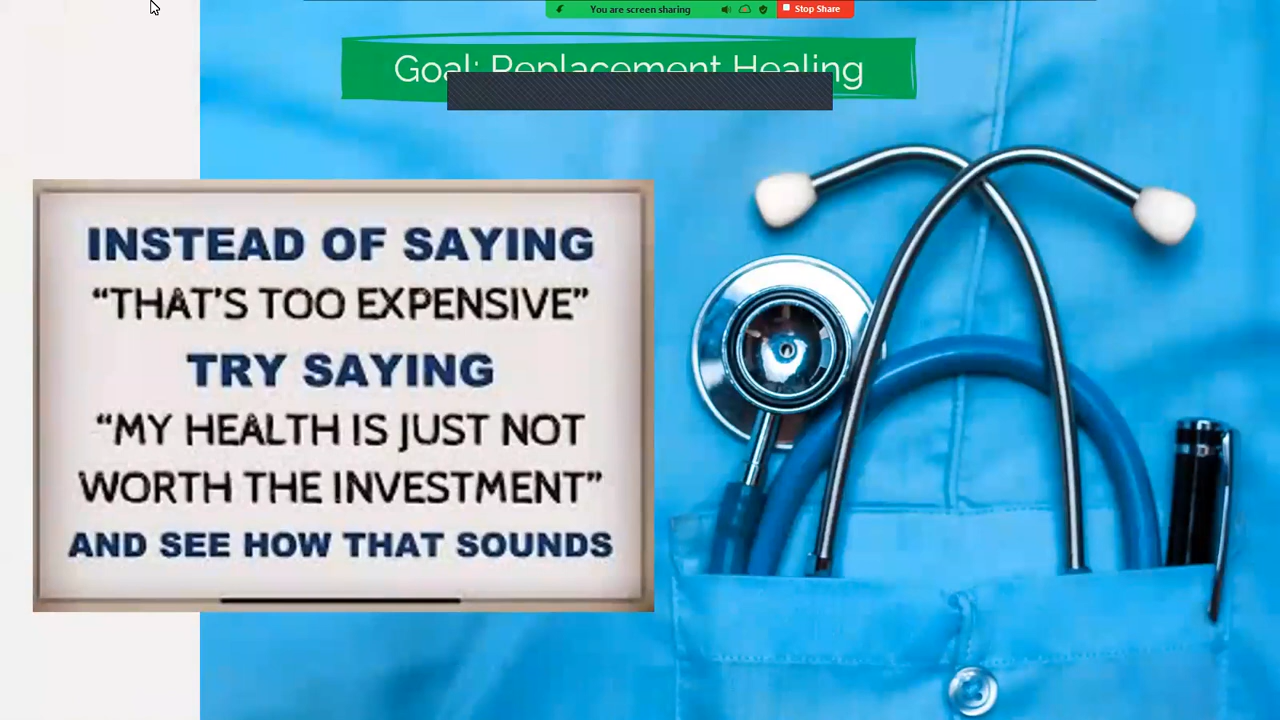 You are screen sharing
Stop Share
Goal: Replacement Healing
INSTEAD OF SAYING
“THAT’S TOO EXPENSIVE”
TRY SAYING
“MY HEALTH IS JUST NOT
WORTH THE INVESTMENT”
AND SEE HOW THAT SOUNDS